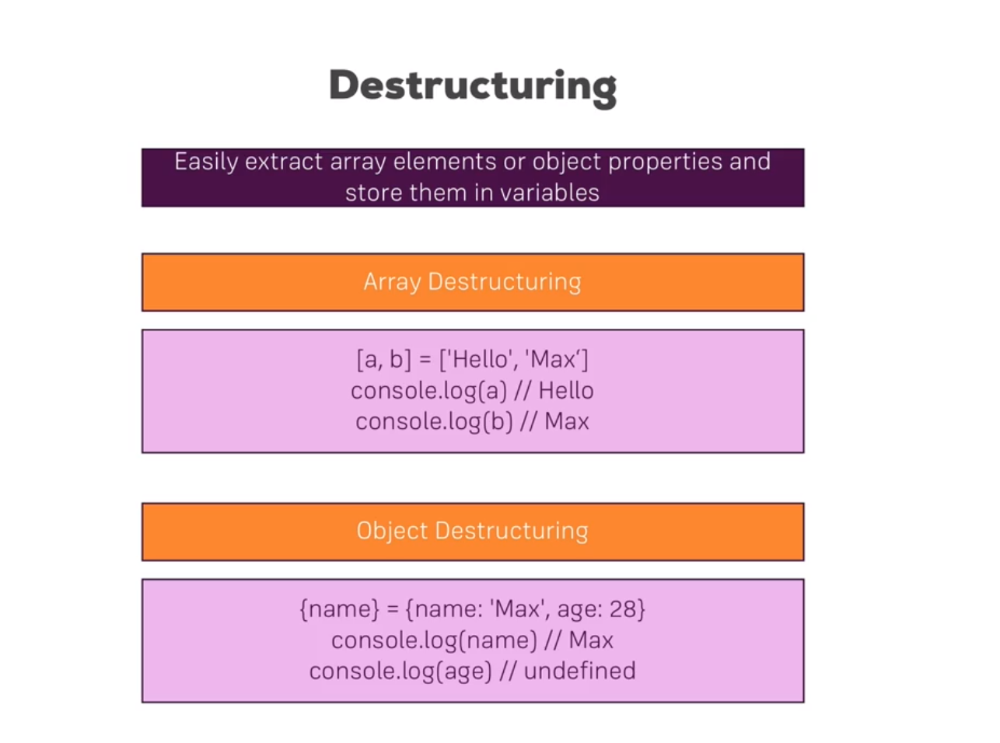 Destructuring
Easily extract array elements or object properties and
store them in variables
Array Destructuring
[a, b] = ['Hello', 'Max‘]
console.log(a) // Hello
console.log(b) // Max
Object Destructuring
{name} = {name: 'Max', age: 28}
console.log(name) // Max
console.log(age) // undefined